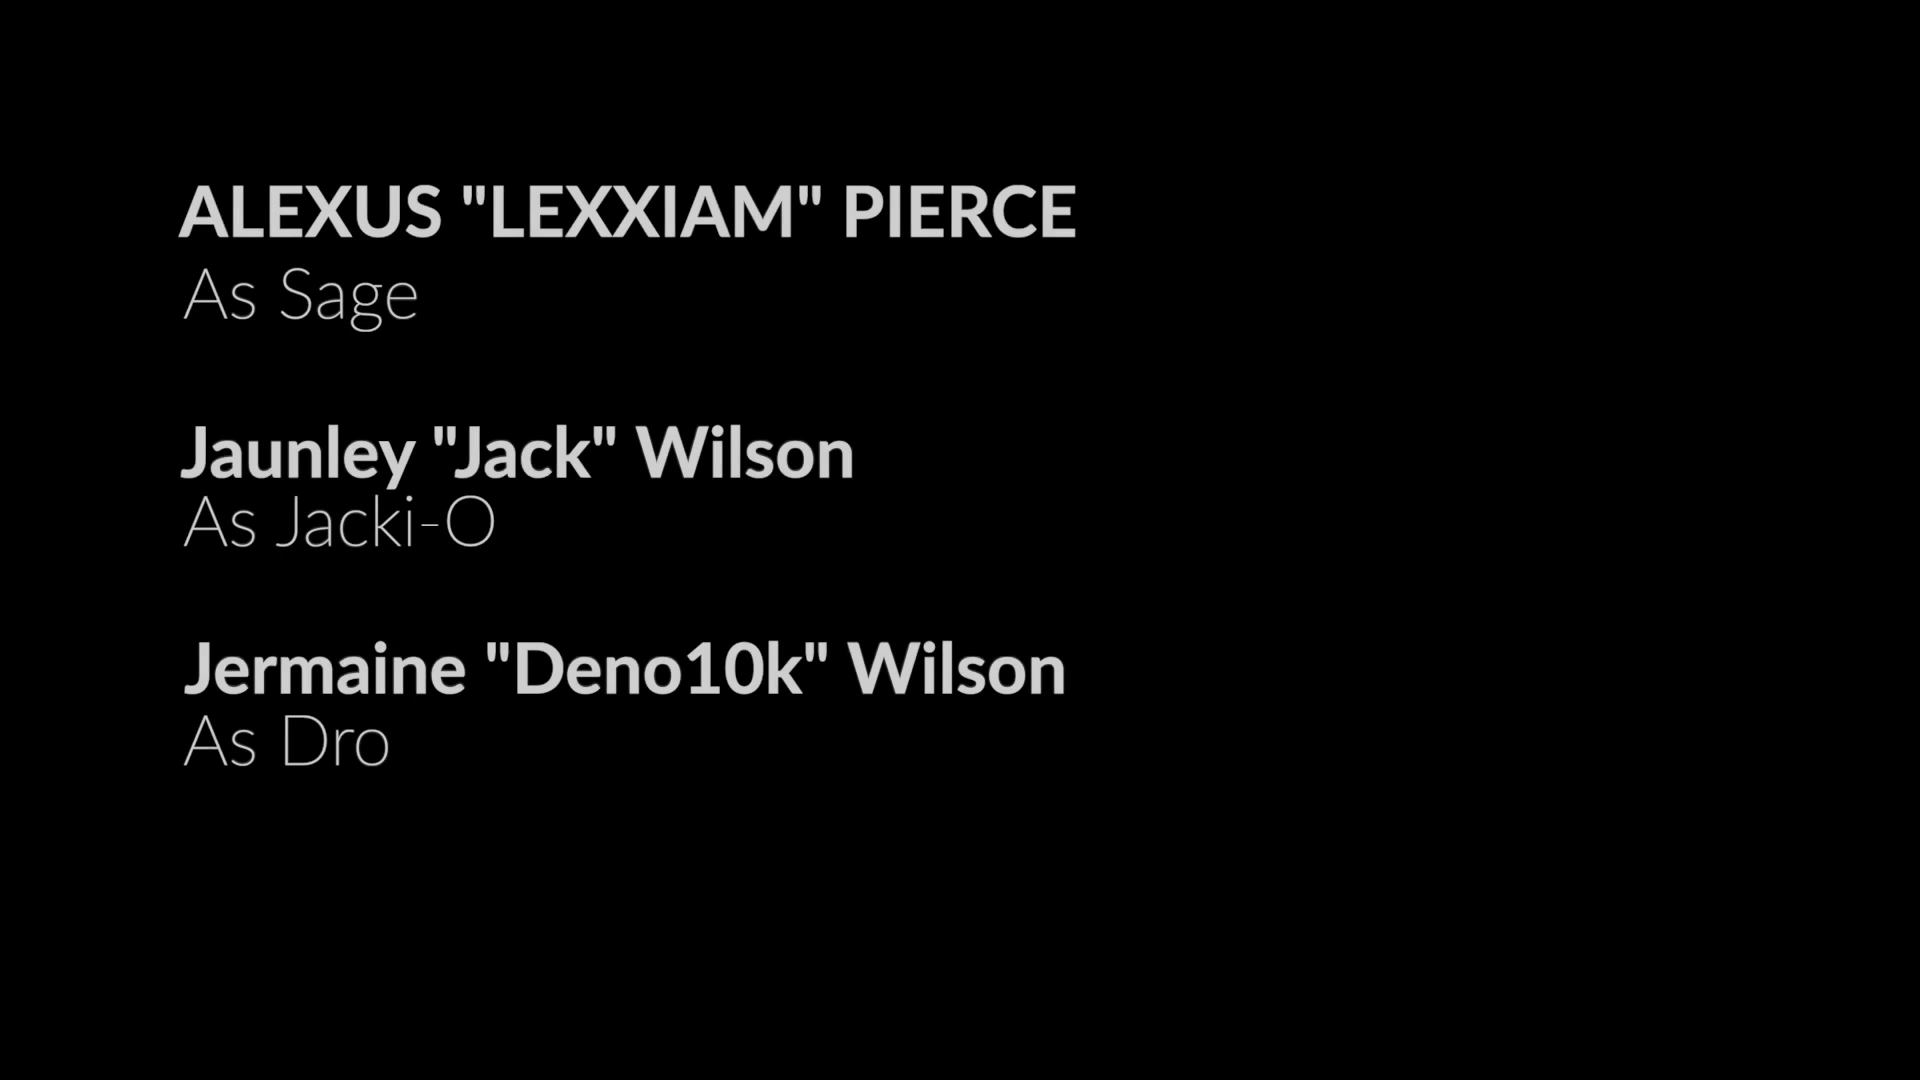 ALEXUS "LEXXIAM" PIERCE
As Sage
Jaunley "Jack" Wilson
As Jacki-O
Jermaine "Deno10k" Wilson
As Dro